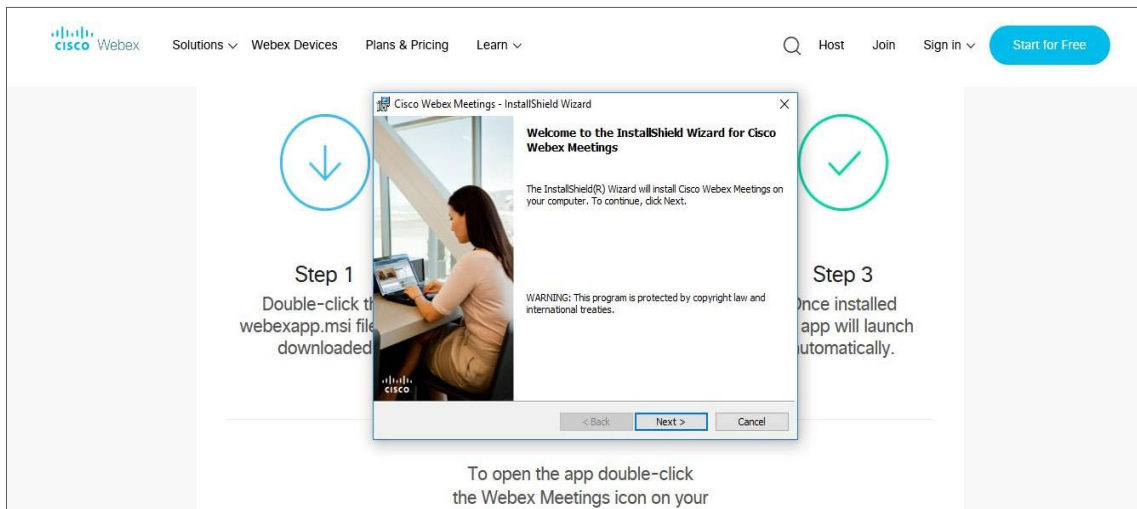 CISCO Webex
Solutions Webex Devices Plans & Pricing Learn Host Join Sign in Start for Free
Cisco Webex Meetings - InstallShield Wizard
Welcome to the InstallShield Wizard for Cisco
Webex Meetings
The InstallShield(R) Wizard will install Cisco Webex Meetings on
your computer. To continue, click Next.
WARNING: This program is protected by copyright law and
international treaties.
CISCO
< Back Next > Cancel
Step 1
Double-click
webexapp.msi
downloaded
Step 3
installed
app will launch
To open the app double-click
the Webex Meetings icon on your